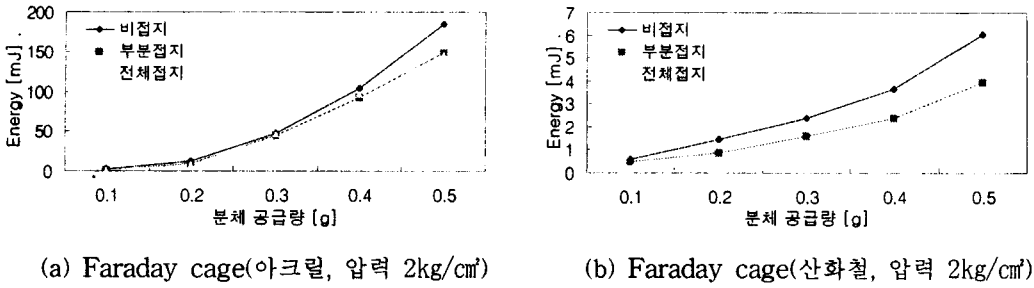 200
150
100
50
0
Energy [mJ]
비접지
부분접지
전체접지
0.1 0.2 0.3 0.4 0.5
분체 공급량 [g]
(a) Faraday cage(아크릴, 압력 2kg/㎠)
7
6
5
4
3
2
1
0
Energy [mJ]
비접지
부분접지
전체접지
0.1 0.2 0.3 0.4 0.5
분체 공급량 [g]
(b) Faraday cage(산화철, 압력 2kg/㎠)